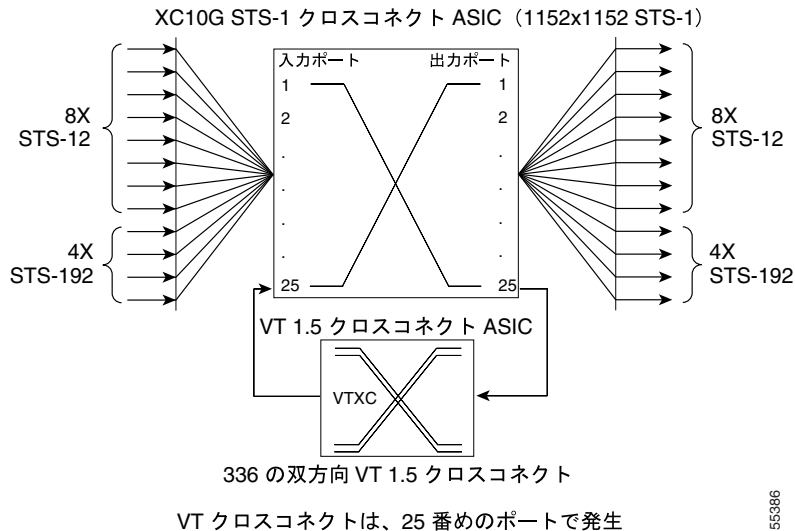 XC10G STS-1 クロスコネクト ASIC（1152x1152 STS-1）
入力ポート
出力ポート
1
1
2
2
.
.
.
.
.
.
.
.
25
25
8X
STS-12
8X
STS-12
4X
STS-192
4X
STS-192
VT 1.5 クロスコネクト ASIC
VTXC
336 の双方向 VT 1.5 クロスコネクト
VT クロスコネクトは、25 番めのポートで発生
55386